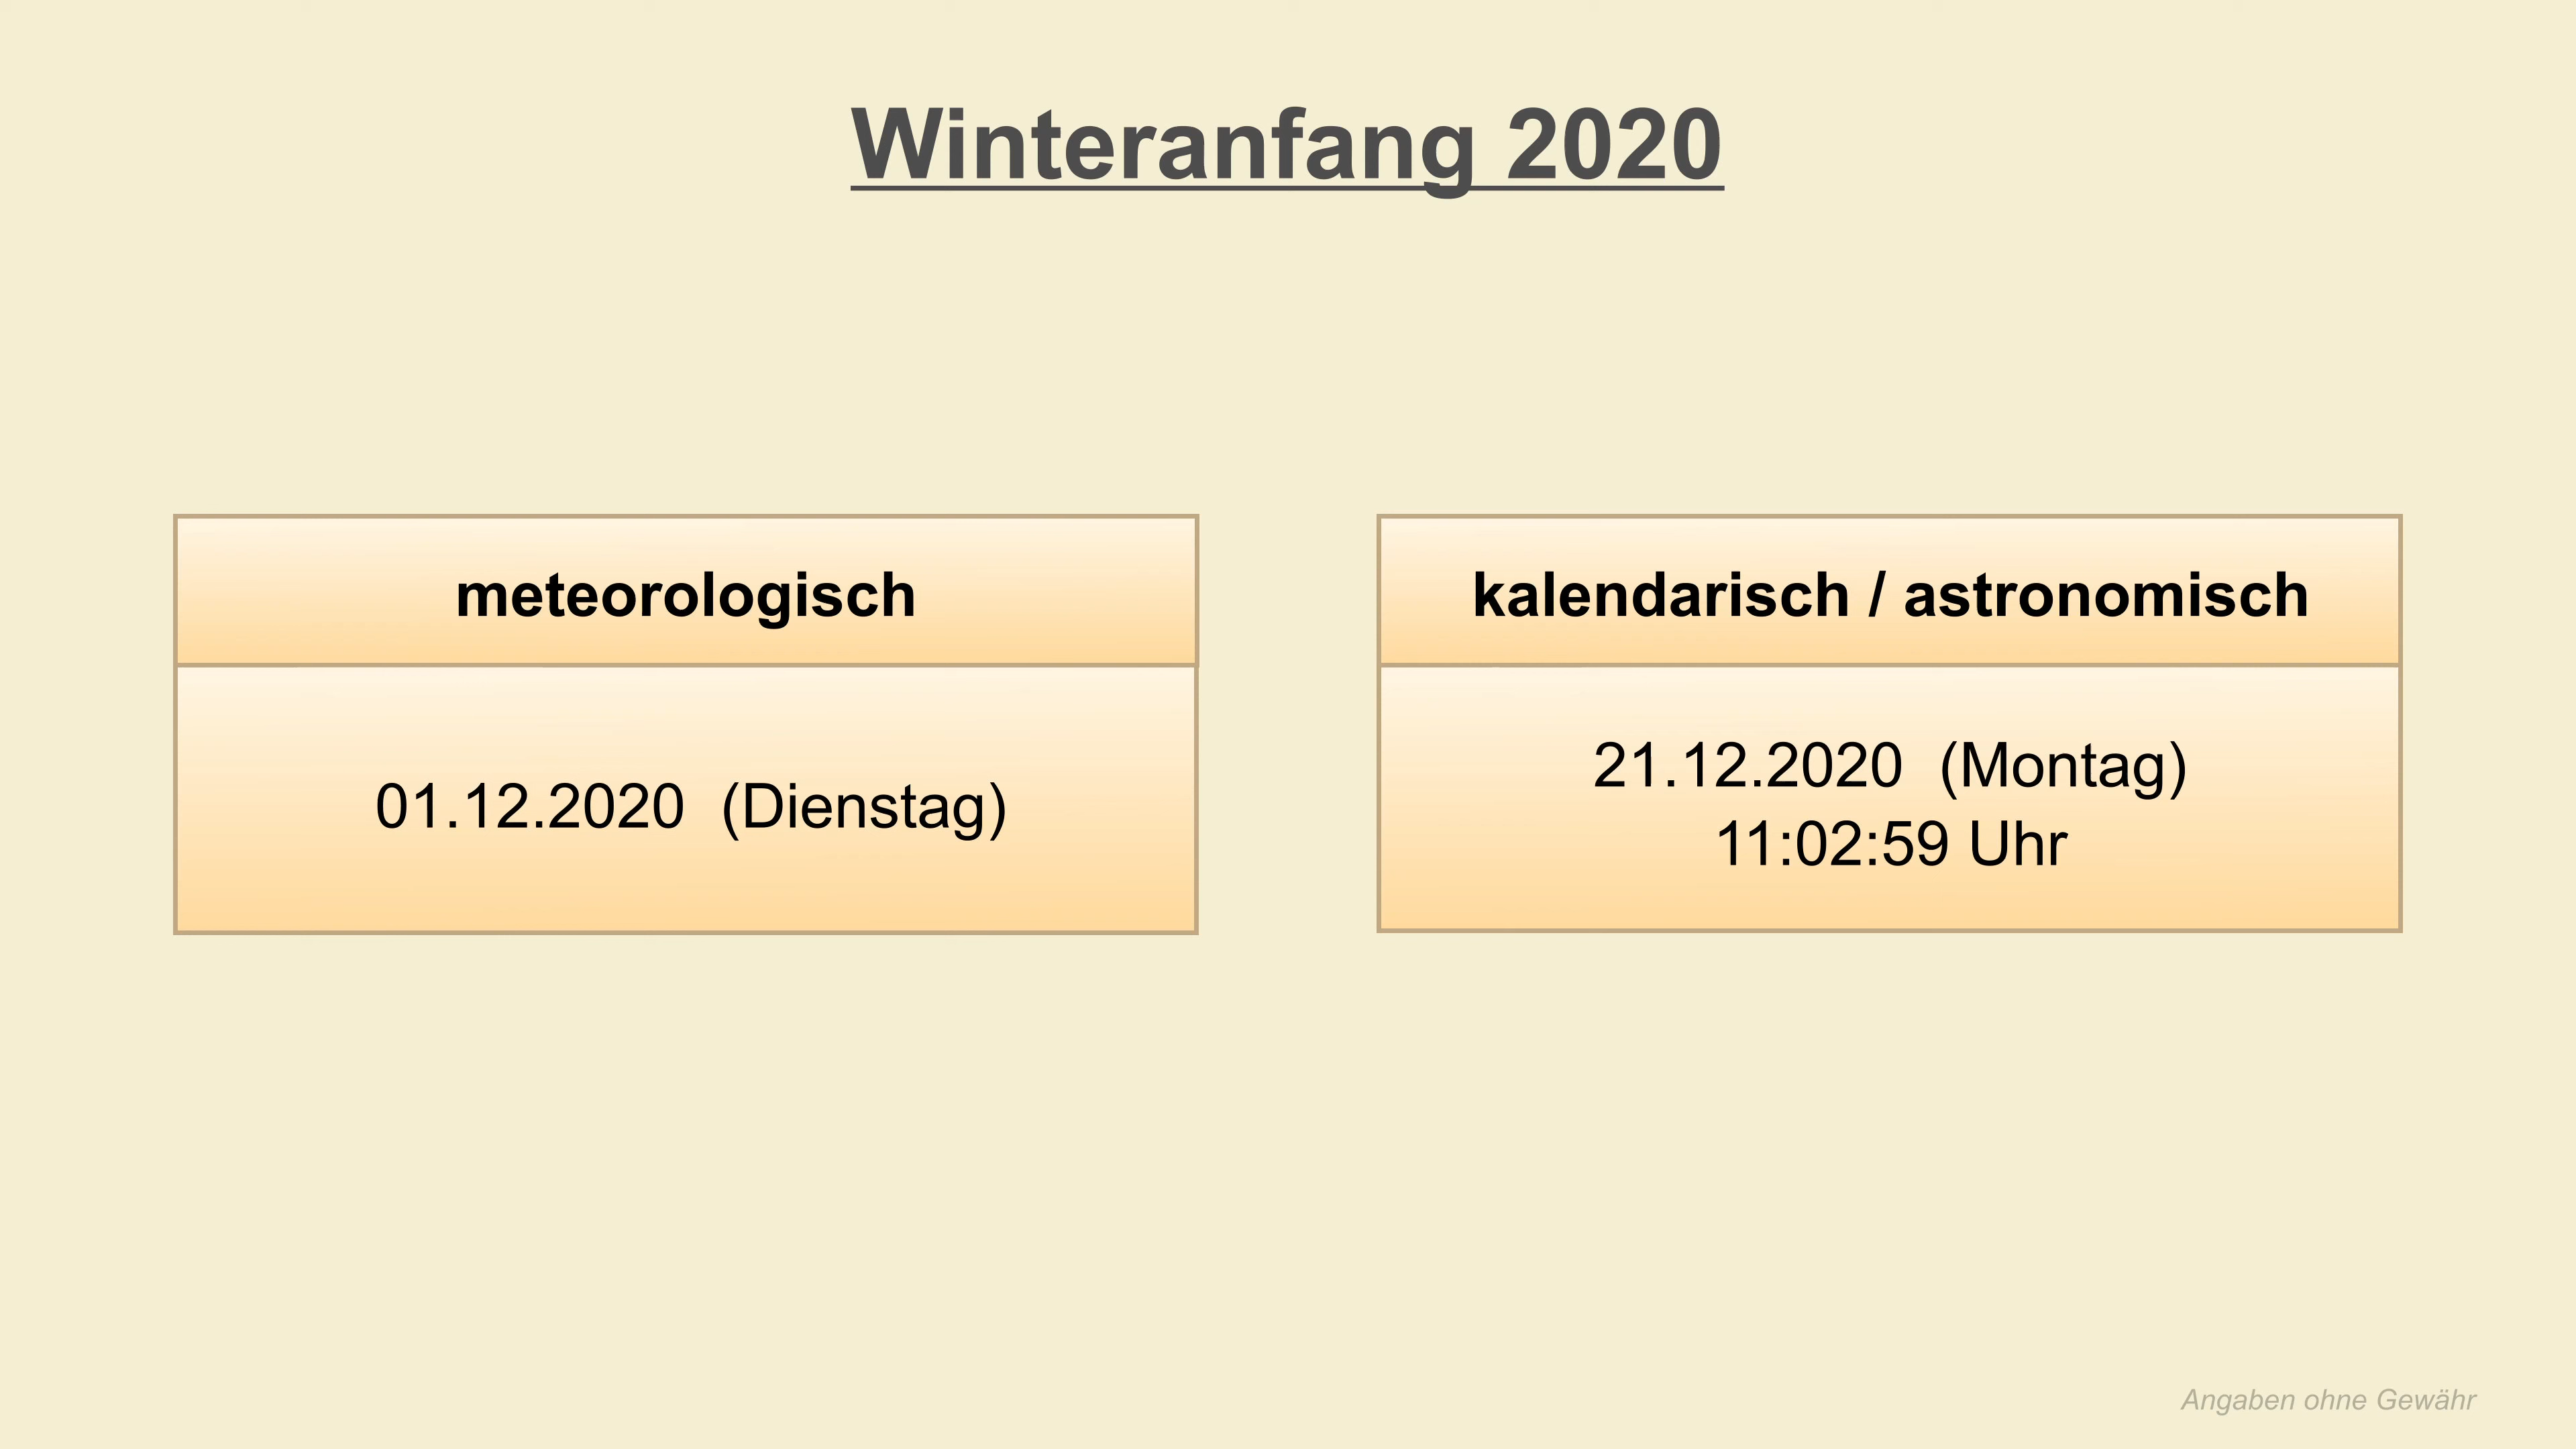 Winteranfang 2020
meteorologisch
01.12.2020 (Dienstag)
kalendarisch / astronomisch
21.12.2020 (Montag)
11:02:59 Uhr
Angaben ohne Gewähr